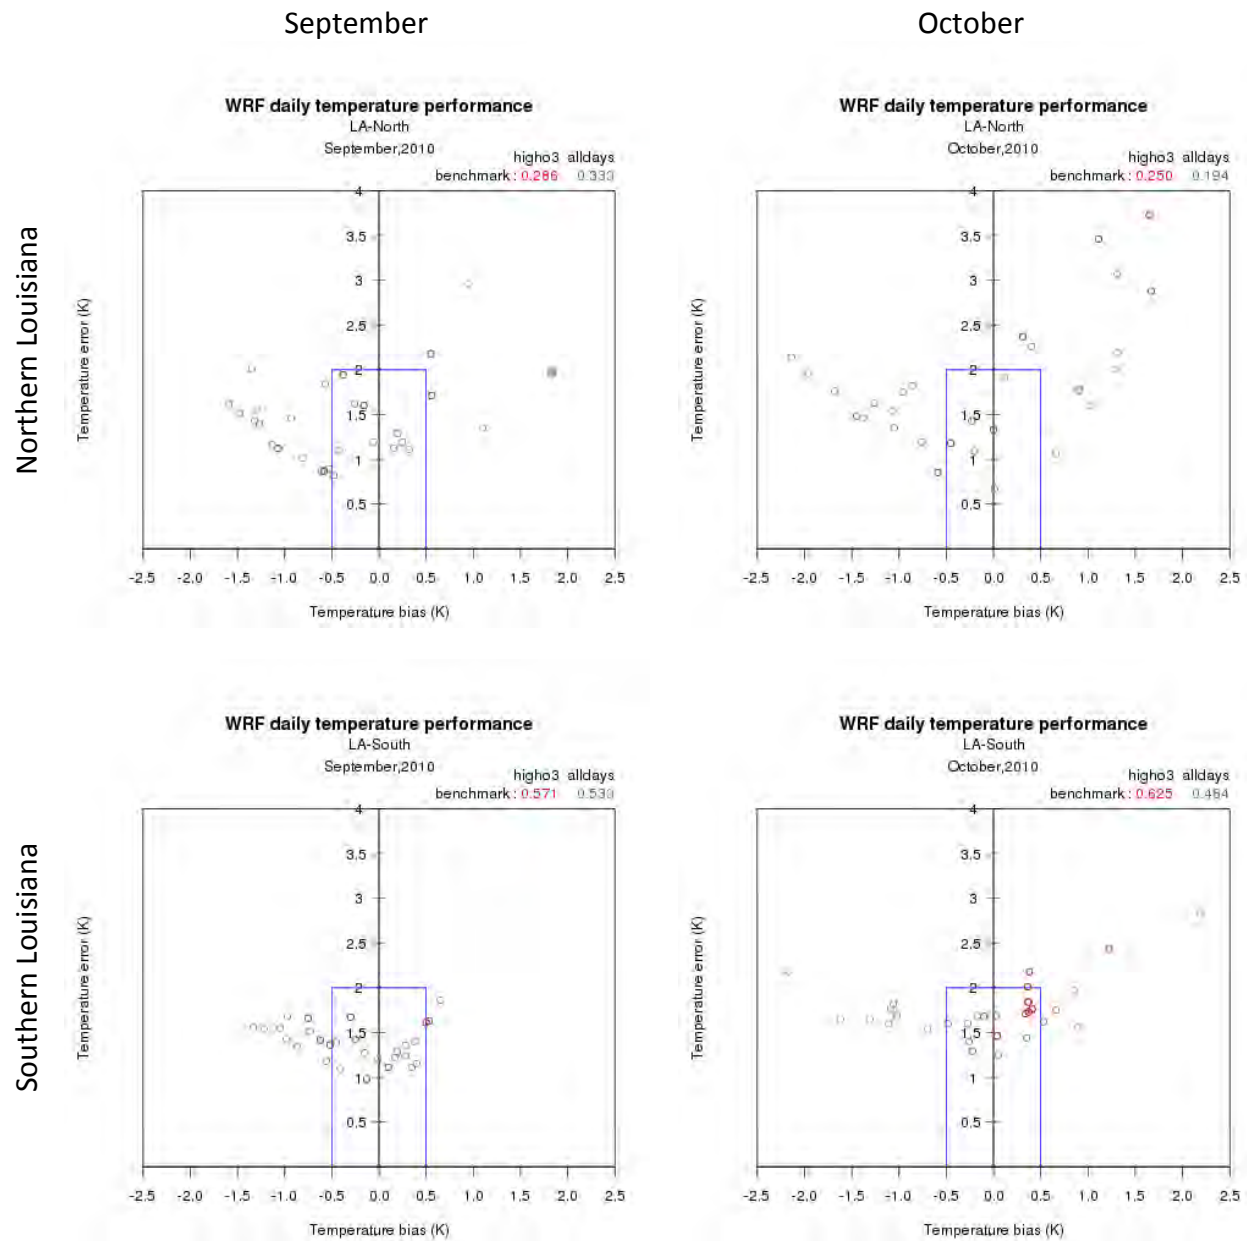 September October
Northern Louisiana
WRF daily temperature performance
LA-North
September,2010
higho3 alldays
benchmark: 0.286 0.333
4
3.5
3
2.5
2
1.5
1
0.5
-2.5 -2.0 -1.5 -1.0 -0.5 0.0 0.5 1.0 1.5 2.0 2.5
Temperature bias (K)
Temperature error (K)
WRF daily temperature performance
LA-North
October,2010
higho3 alldays
benchmark: 0.250 0.194
4
3.5
3
2.5
2
1.5
1
0.5
-2.5 -2.0 -1.5 -1.0 -0.5 0.0 0.5 1.0 1.5 2.0 2.5
Temperature bias (K)
Temperature error (K)
Southern Louisiana
WRF daily temperature performance
LA-South
September,2010
higho3 alldays
benchmark: 0.571 0.533
4
3.5
3
2.5
2
1.5
1
0.5
-2.5 -2.0 -1.5 -1.0 -0.5 0.0 0.5 1.0 1.5 2.0 2.5
Temperature bias (K)
Temperature error (K)
WRF daily temperature performance
LA-South
October,2010
higho3 alldays
benchmark: 0.625 0.484
4
3.5
3
2.5
2
1.5
1
0.5
-2.5 -2.0 -1.5 -1.0 -0.5 0.0 0.5 1.0 1.5 2.0 2.5
Temperature bias (K)
Temperature error (K)